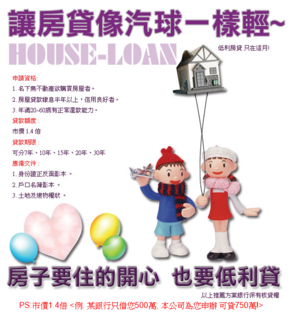 讓房貸像汽球一樣輕~
HOUSE-LOAN
低利房貸 只在這月!
申請資格:
1. 名下無不動產欲購買房屋者。
2. 房屋貸款繳息半年以上，信用良好者。
3. 年滿20~60歲有正常還款能力。
貸款額度:
市價 1.4 倍
貸款期限:
可分7年、10年、15年、20年、30年
應備文件:
1. 身份證正反面影本。
2. 戶口名簿影本。
3. 土地及建物權狀。
房子要住的開心 也要低利貸
以上推薦方案銀行保有核貸權
PS 市價1.4倍 <例: 某銀行只借您500萬; 本公司為您申辦 可貸750萬!>